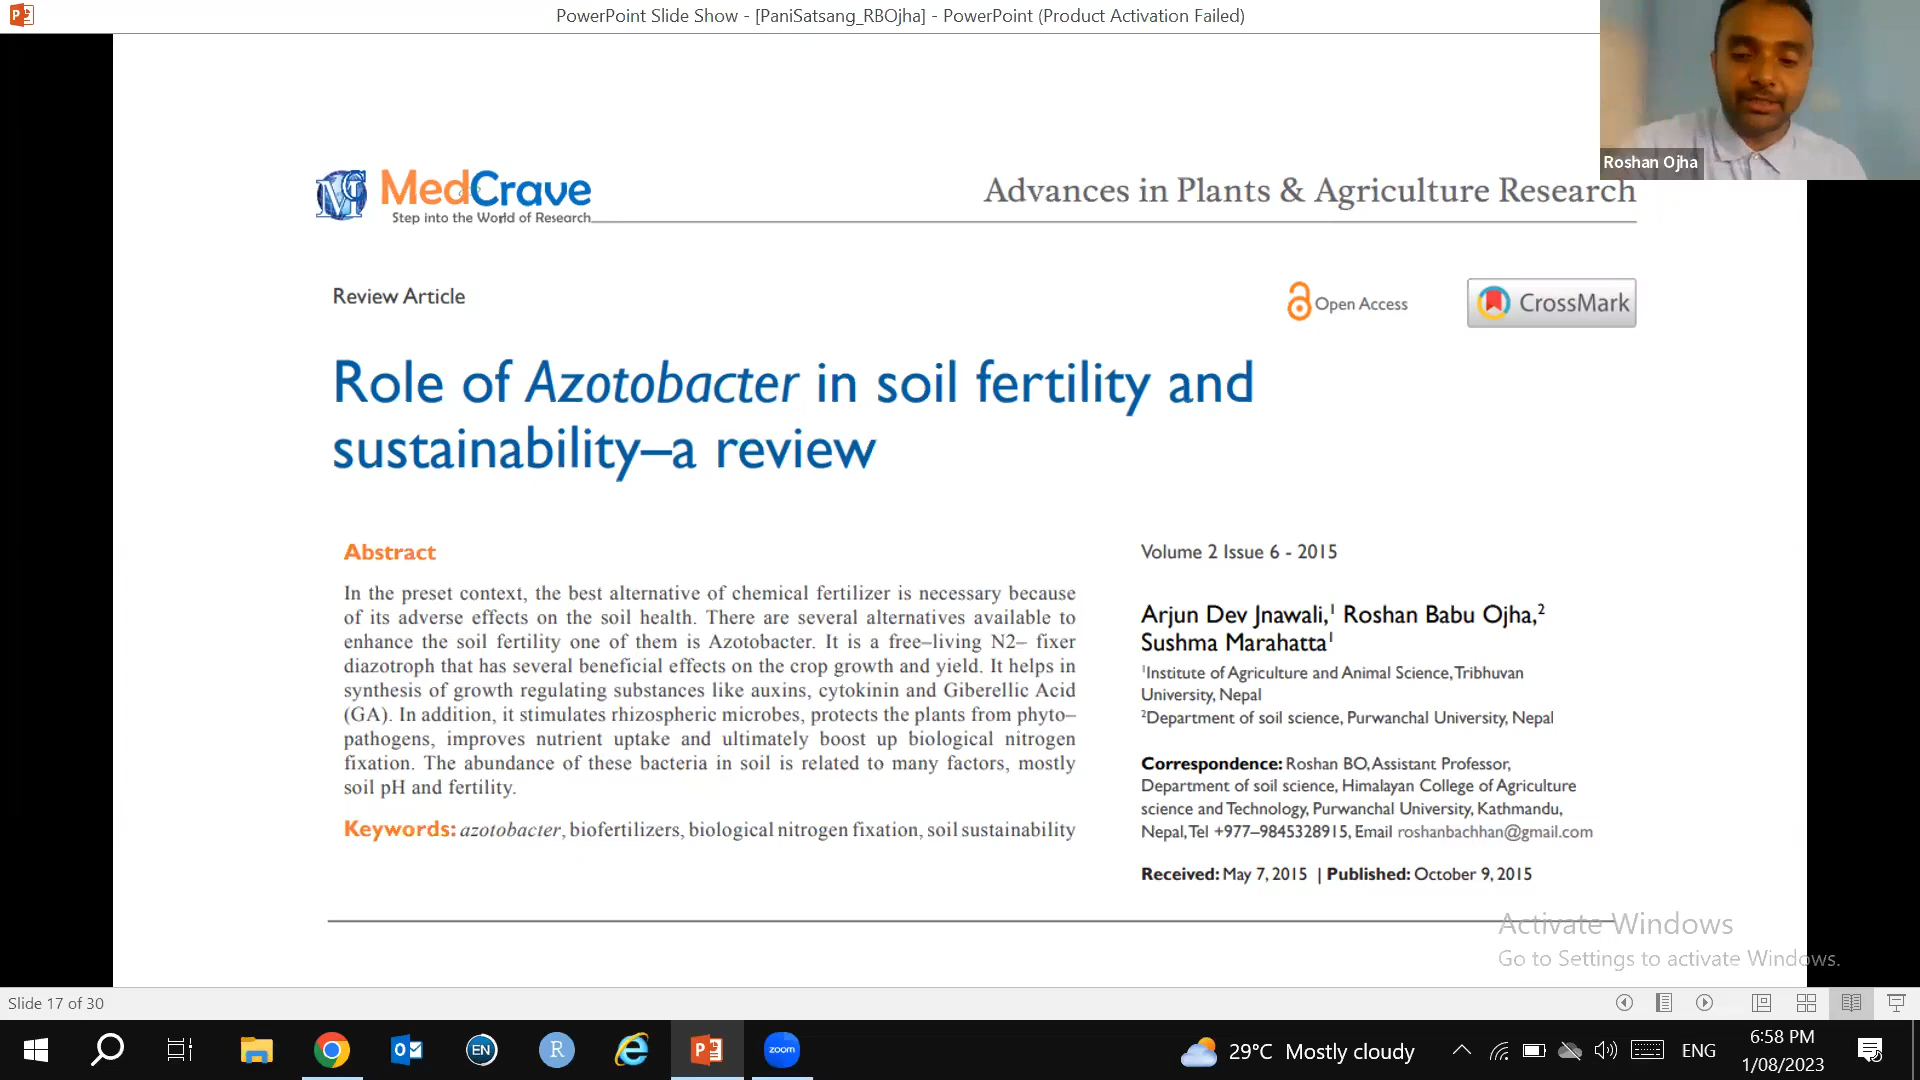 PowerPoint Slide Show - [PaniSatsang_RBOjha] - PowerPoint (Product Activation Failed)
Roshan Ojha
MedCrave
Step into the World of Research
Advances in Plants & Agriculture Research
Review Article
Open Access
CrossMark
Role of Azotobacter in soil fertility and
sustainability–a review
Abstract
In the preset context, the best alternative of chemical fertilizer is necessary because
of its adverse effects on the soil health. There are several alternatives available to
enhance the soil fertility one of them is Azotobacter. It is a free–living N2– fixer
diazotroph that has several beneficial effects on the crop growth and yield. It helps in
synthesis of growth regulating substances like auxins, cytokinin and Giberellic Acid
(GA). In addition, it stimulates rhizospheric microbes, protects the plants from phyto–
pathogens, improves nutrient uptake and ultimately boost up biological nitrogen
fixation. The abundance of these bacteria in soil is related to many factors, mostly
soil pH and fertility.
Keywords: azotobacter, biofertilizers, biological nitrogen fixation, soil sustainability
Volume 2 Issue 6 - 2015
Arjun Dev Jnawali,1 Roshan Babu Ojha,2
Sushma Marahatta1
1Institute of Agriculture and Animal Science, Tribhuvan
University, Nepal
2Department of soil science, Purwanchal University, Nepal
Correspondence: Roshan BO, Assistant Professor,
Department of soil science, Himalayan College of Agriculture
science and Technology, Purwanchal University, Kathmandu,
Nepal, Tel +977–9845328915, Email roshanbachhan@gmail.com
Received: May 7, 2015 | Published: October 9, 2015
Activate Windows
Go to Settings to activate Windows.
Slide 17 of 30
EN
R
zoom
29°C Mostly cloudy
ENG
6:58 PM
1/08/2023